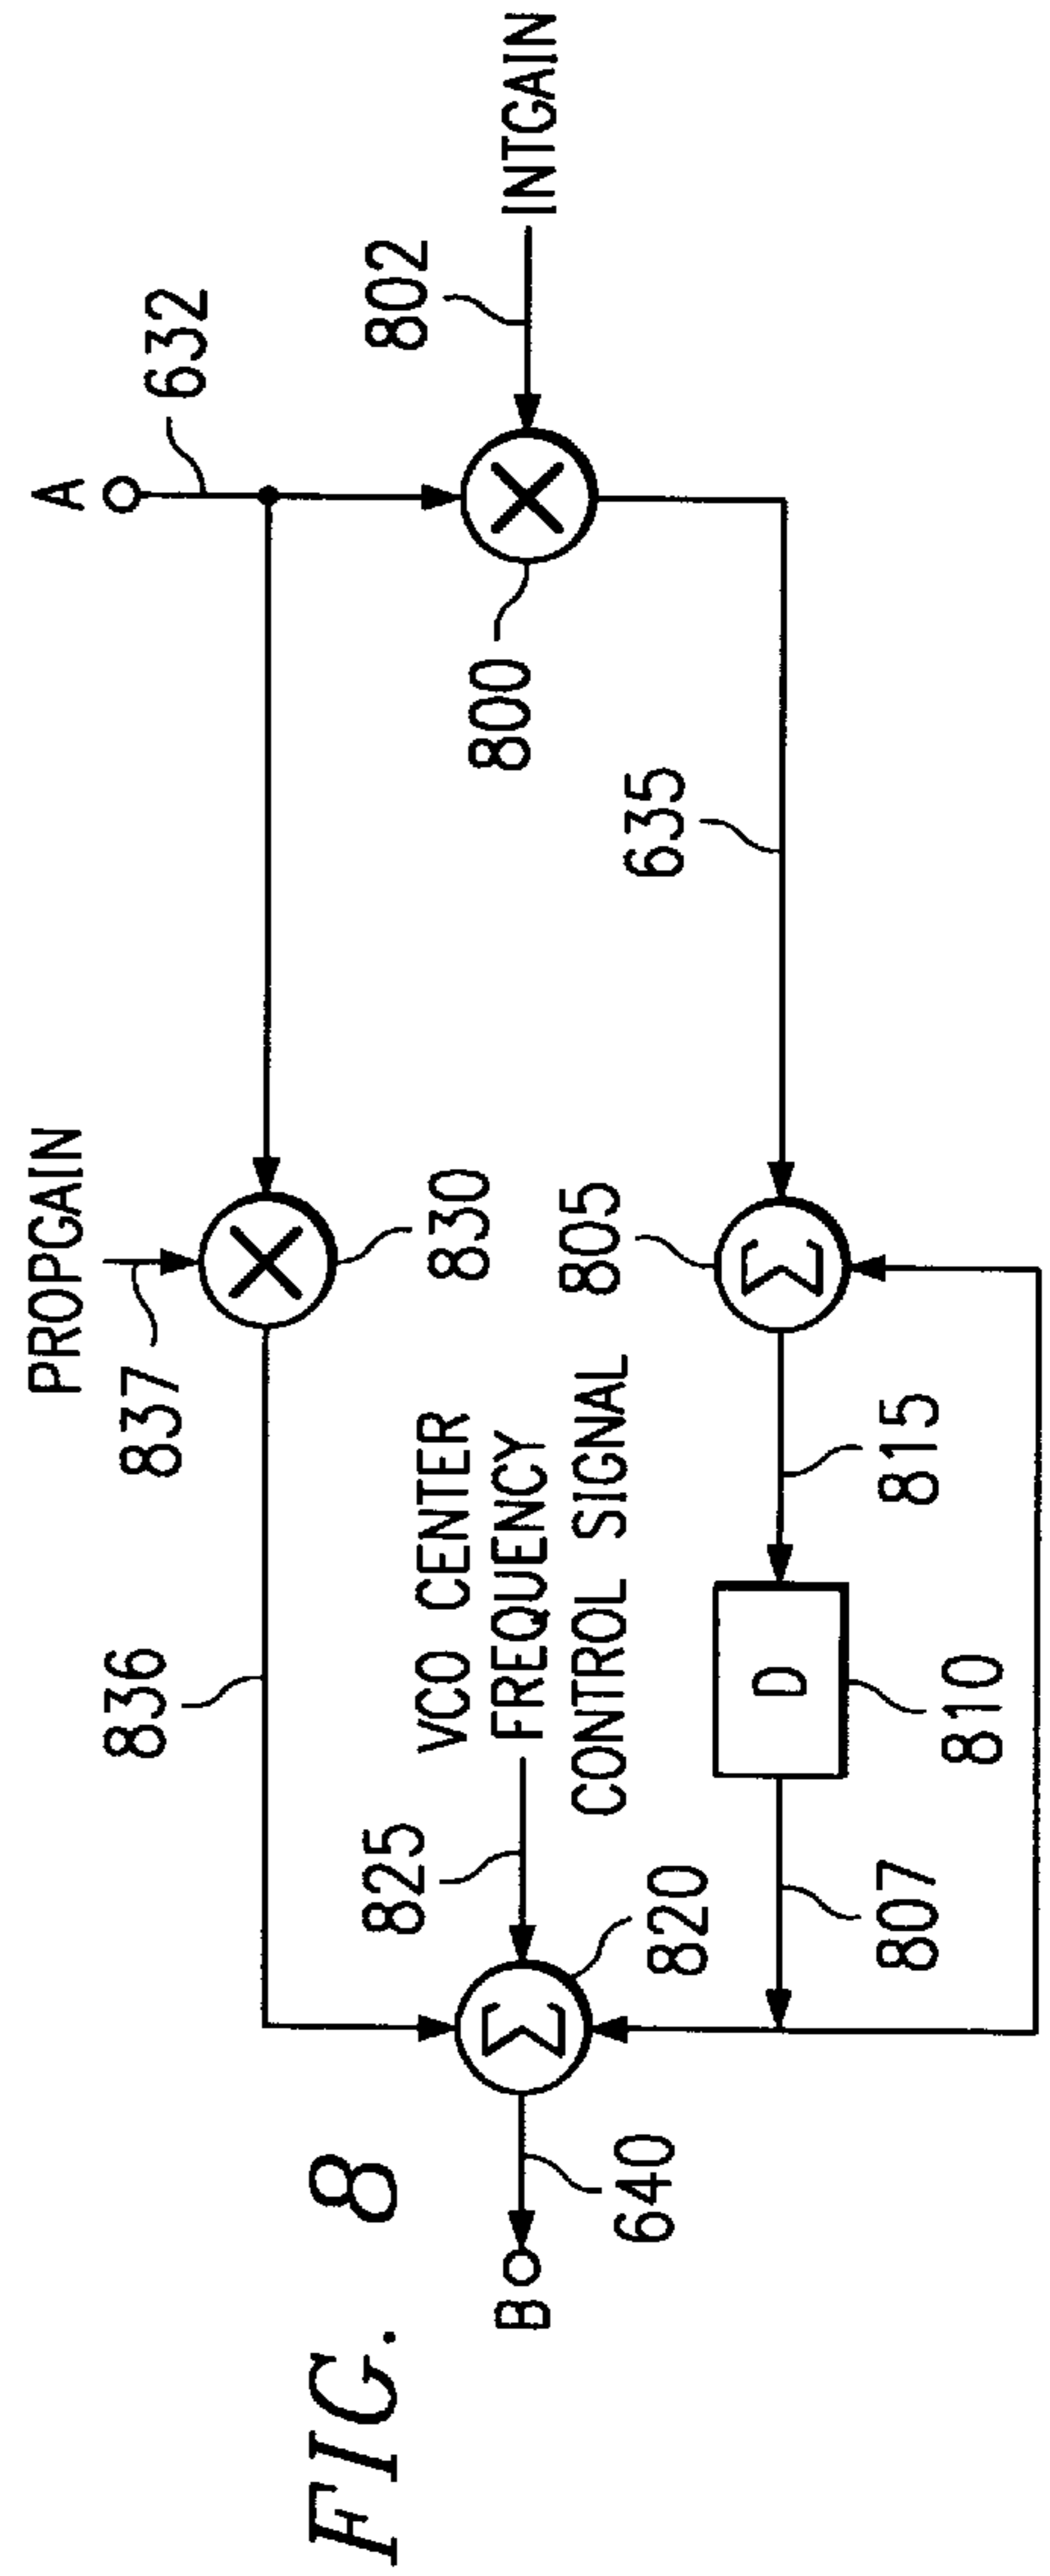 A
632
802
INTGAIN
800
635
PROPGAIN
837
830
805
836
VCO CENTER
FREQUENCY
CONTROL SIGNAL
825
820
815
D
810
807
640
B
FIG. 8
Σ
Σ